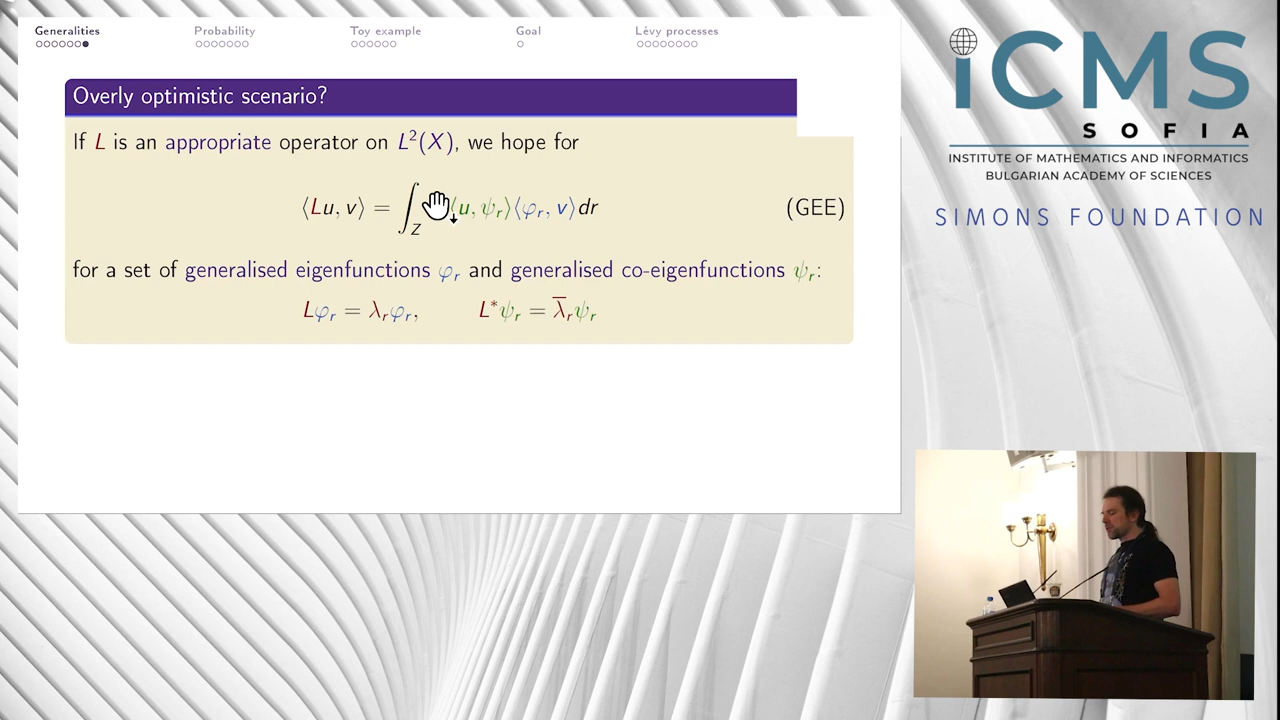 Generalities Probability Toy example Goal Lévy processes
Overly optimistic scenario?
If L is an appropriate operator on L²(X), we hope for
⟨Lu, v⟩ = ∫_Z ⟨u, ψ_r⟩⟨φ_r, v⟩dr (GEE)
for a set of generalised eigenfunctions φ_r and generalised co-eigenfunctions ψ_r:
Lφ_r = λ_rφ_r, L*ψ_r = λ̅_rψ_r
iCMS
SOFIA
INSTITUTE OF MATHEMATICS AND INFORMATICS
BULGARIAN ACADEMY OF SCIENCES
SIMONS FOUNDATION